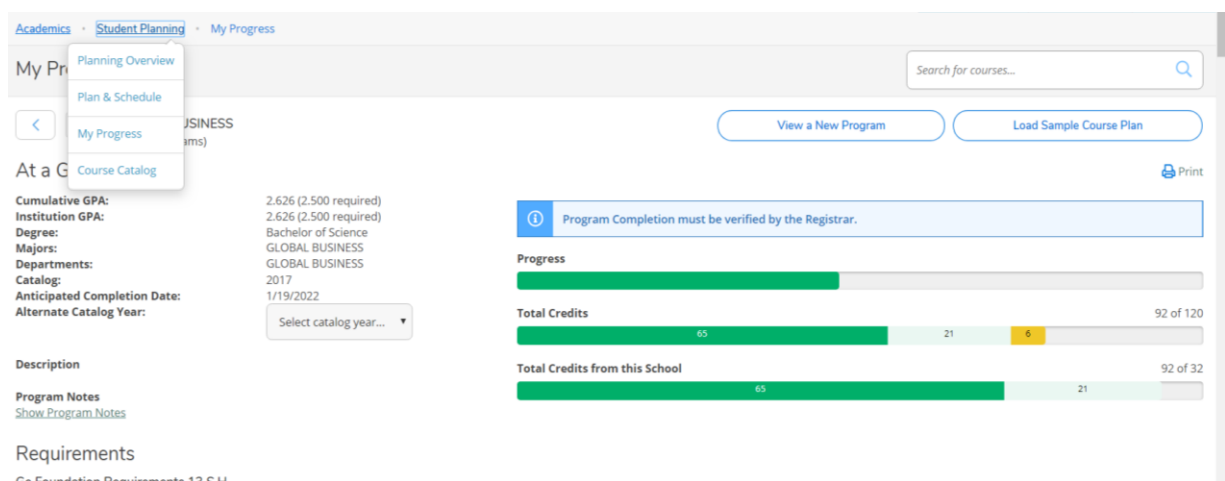 Academics · Student Planning · My Progress
Planning Overview
Plan & Schedule
My Progress
Course Catalog
My Pr
Search for courses...
USINESS
ams)
View a New Program
Load Sample Course Plan
At a G
Print
Cumulative GPA: 2.626 (2.500 required)
Institution GPA: 2.626 (2.500 required)
Degree: Bachelor of Science
Majors: GLOBAL BUSINESS
Departments: GLOBAL BUSINESS
Catalog: 2017
Anticipated Completion Date: 1/19/2022
Alternate Catalog Year: Select catalog year...
Description
Program Notes
Show Program Notes
Program Completion must be verified by the Registrar.
Progress
Total Credits 92 of 120
65 21 6
Total Credits from this School 92 of 32
65 21
Requirements